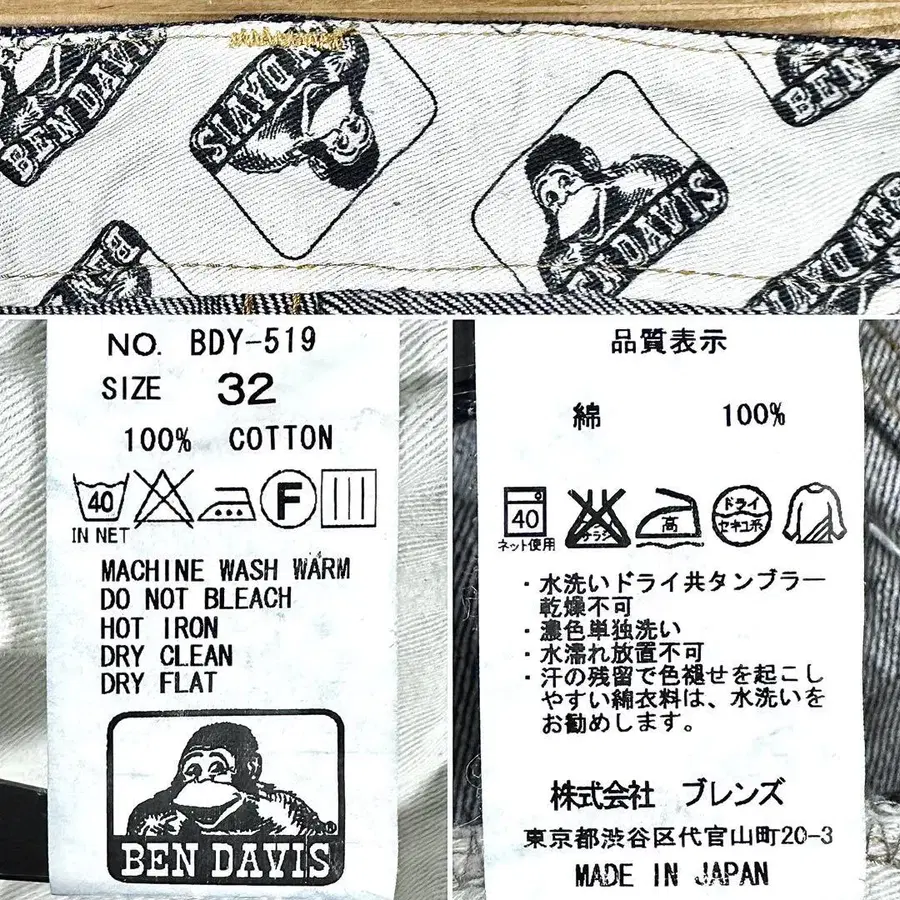 BEN DAVIS
BEN DAVIS
BEN DAVIS
NO. BDY-519
SIZE 32
100% COTTON
40
F
IN NET
MACHINE WASH WARM
DO NOT BLEACH
HOT IRON
DRY CLEAN
DRY FLAT
BEN DAVIS
品質表示
綿 100%
40 エンソサラシ 高 ドライ
セキユ系
ネット使用
・水洗いドライ共タンブラー
乾燥不可
・濃色単独洗い
・水濡れ放置不可
・汗の残留で色褪せを起こし
やすい綿衣料は、水洗いを
お勧めします。
株式会社 ブレンズ
東京都渋谷区代官山町20-3
MADE IN JAPAN